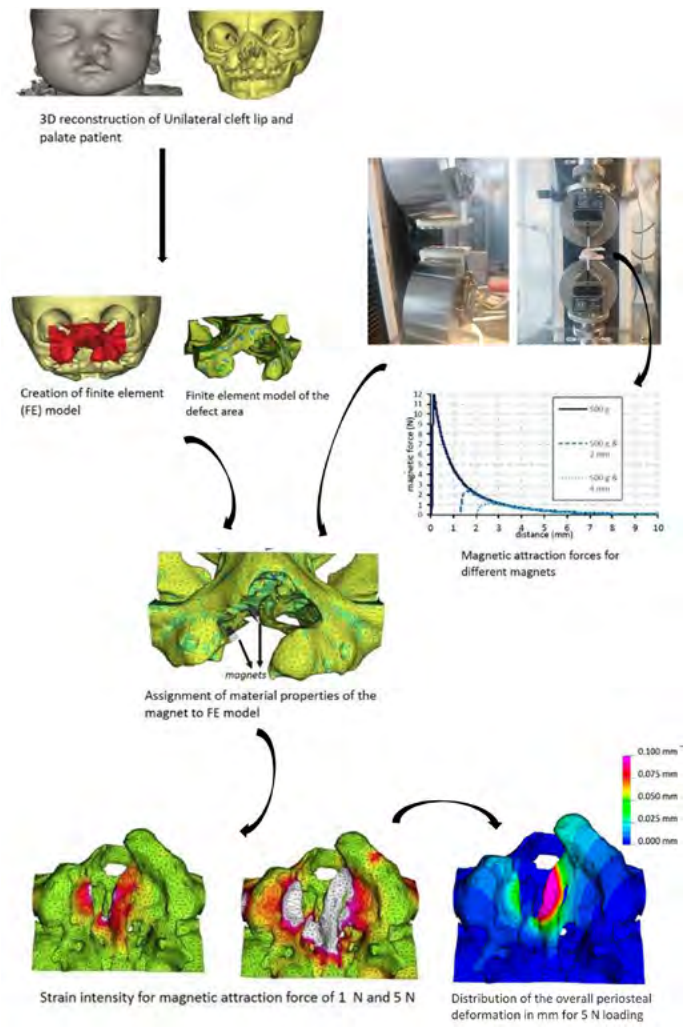 3D reconstruction of Unilateral cleft lip and
palate patient
Creation of finite element
(FE) model
Finite element model of the
defect area
magnetic force (N)
12
11
10
9
8
7
6
5
4
3
2
1
0
0 1 2 3 4 5 6 7 8 9 10
distance (mm)
500 g
500 g &
2 mm
500 g &
4 mm
Magnetic attraction forces for
different magnets
magnets
Assignment of material properties of the
magnet to FE model
0.100 mm
0.075 mm
0.050 mm
0.025 mm
0.000 mm
Strain intensity for magnetic attraction force of 1 N and 5 N
Distribution of the overall periosteal
deformation in mm for 5 N loading